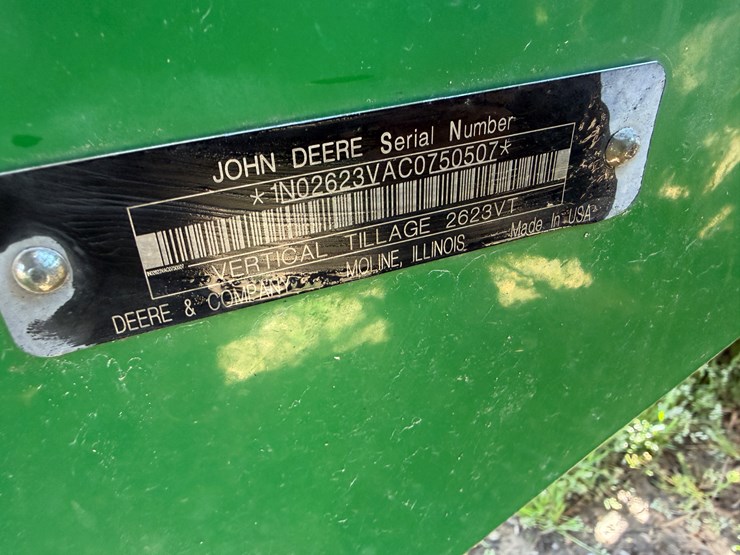 JOHN DEERE Serial Number
*1N02623VAC0750507*
VERTICAL TILLAGE 2623VT
DEERE & COMPANY MOLINE, ILLINOIS Made In USA